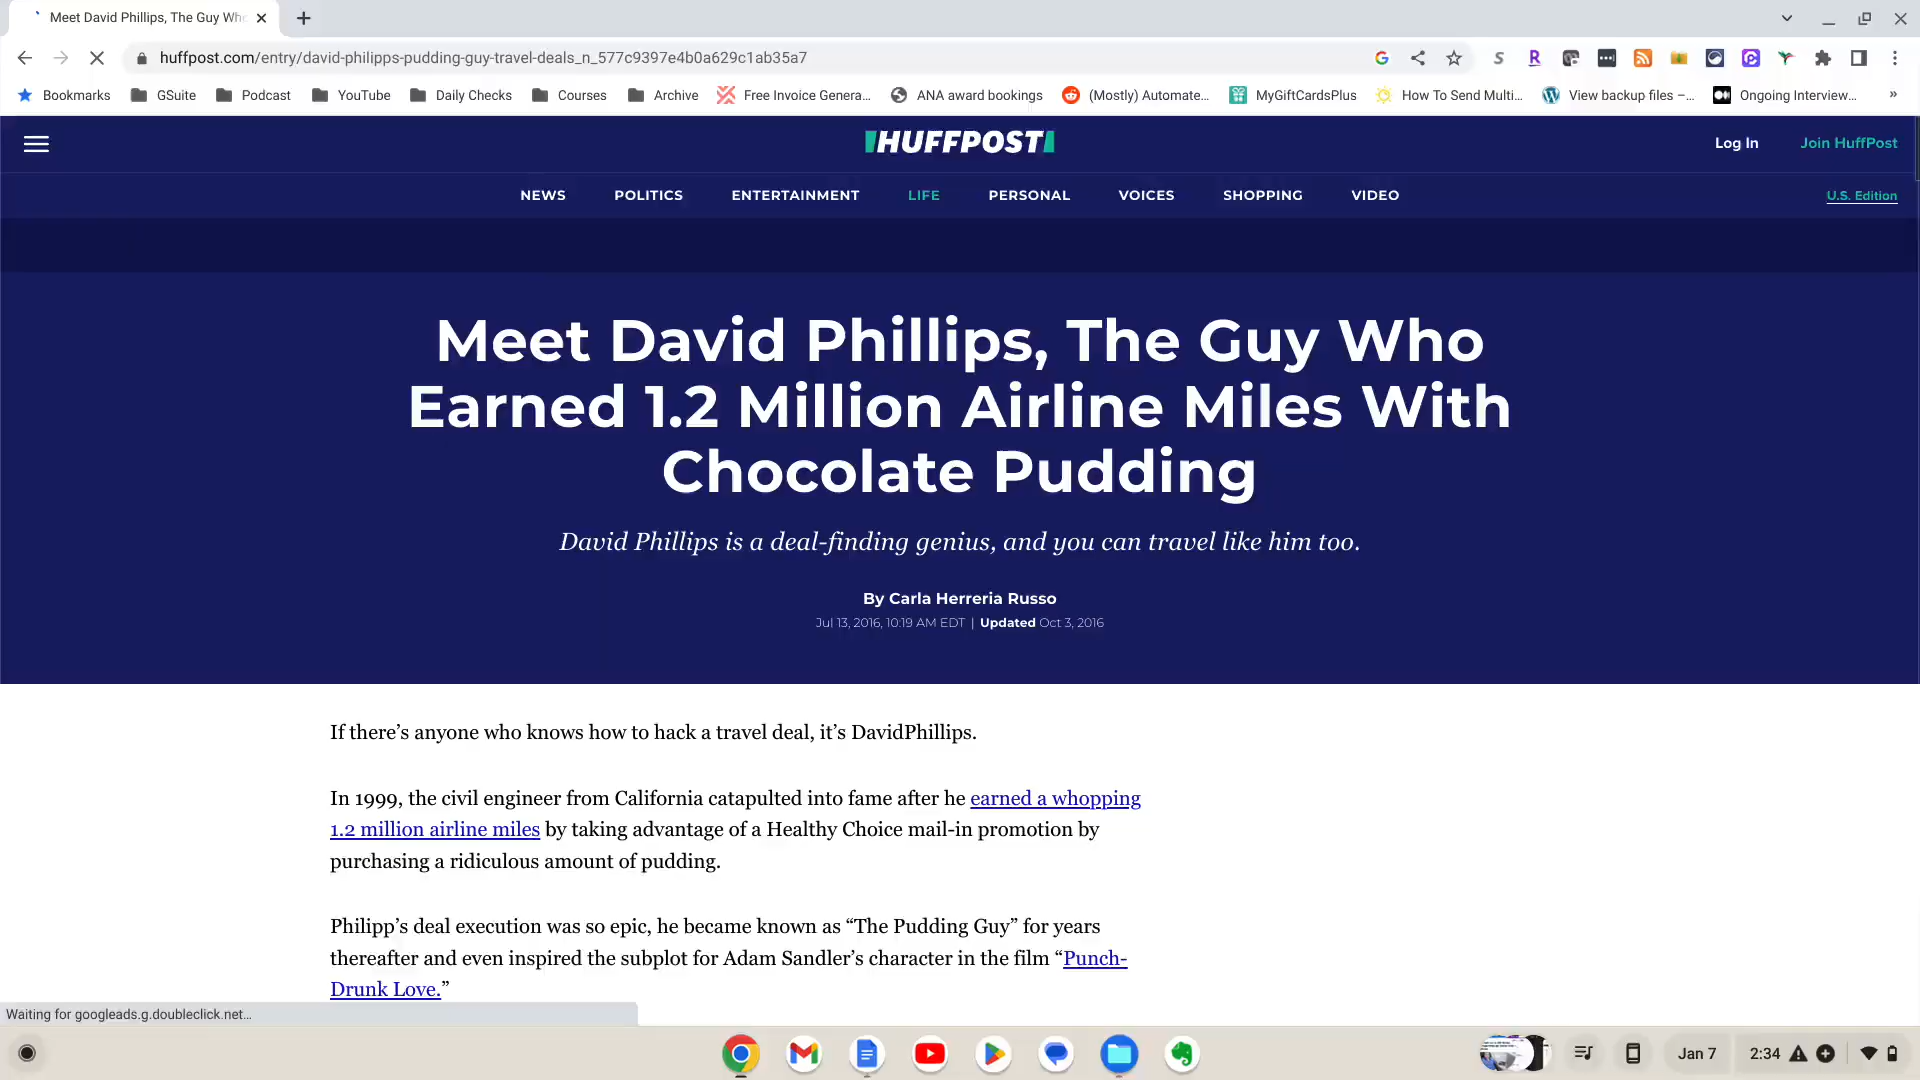 Meet David Phillips, The Guy Who
huffpost.com/entry/david-philipps-pudding-guy-travel-deals_n_577c9397e4b0a629c1ab35a7
Bookmarks GSuite Podcast YouTube Daily Checks Courses Archive Free Invoice Genera... ANA award bookings (Mostly) Automate... MyGiftCardsPlus How To Send Multi... View backup files –... Ongoing Interview... »
HUFFPOST
Log In Join HuffPost
NEWS POLITICS ENTERTAINMENT LIFE PERSONAL VOICES SHOPPING VIDEO U.S. Edition
Meet David Phillips, The Guy Who
Earned 1.2 Million Airline Miles With
Chocolate Pudding
David Phillips is a deal-finding genius, and you can travel like him too.
By Carla Herreria Russo
Jul 13, 2016, 10:19 AM EDT | Updated Oct 3, 2016
If there’s anyone who knows how to hack a travel deal, it’s DavidPhillips.
In 1999, the civil engineer from California catapulted into fame after he earned a whopping
1.2 million airline miles by taking advantage of a Healthy Choice mail-in promotion by
purchasing a ridiculous amount of pudding.
Philipp’s deal execution was so epic, he became known as “The Pudding Guy” for years
thereafter and even inspired the subplot for Adam Sandler’s character in the film “Punch-
Drunk Love.”
Waiting for googleads.g.doubleclick.net...
Jan 7 2:34